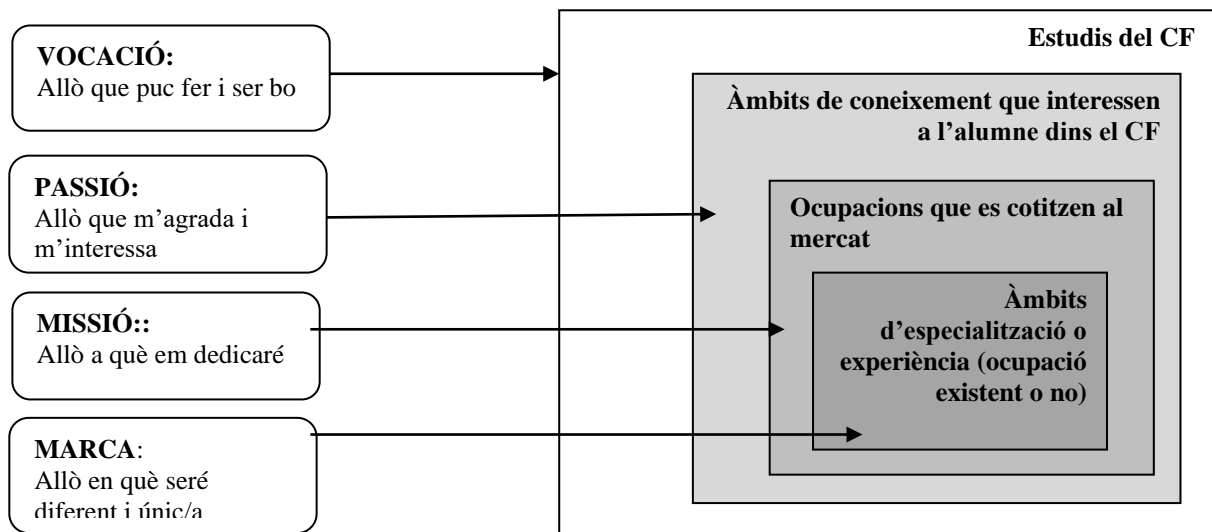 VOCACIÓ:
Allò que puc fer i ser bo
PASSIÓ:
Allò que m’agrada i
m’interessa
MISSIÓ::
Allò a què em dedicaré
MARCA:
Allò en què seré
diferent i únic/a
Estudis del CF
Àmbits de coneixement que interessen
a l’alumne dins el CF
Ocupacions que es cotitzen al
mercat
Àmbits
d’especialització o
experiència (ocupació
existent o no)